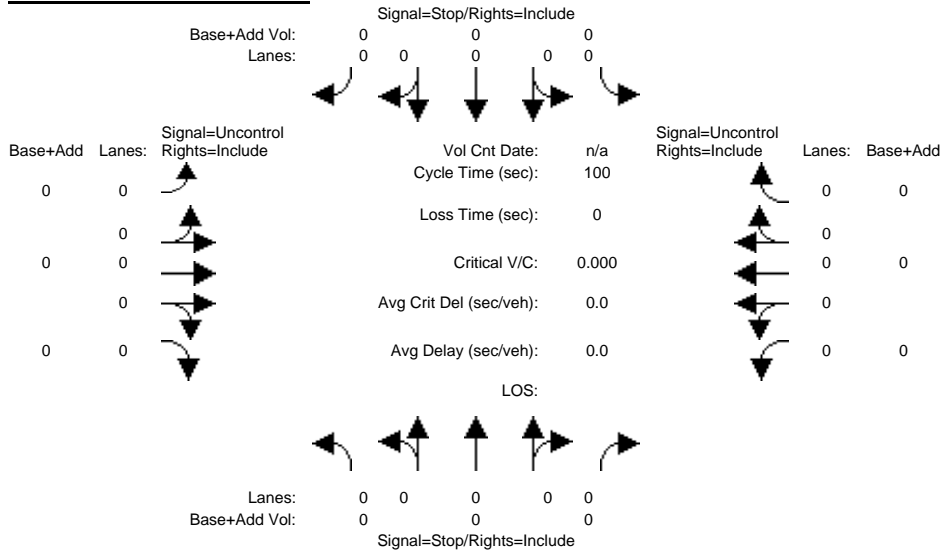 Signal=Stop/Rights=Include
Base+Add Vol: 0 0 0
Lanes: 0 0 0 0 0
Signal=Uncontrol Signal=Uncontrol
Base+Add Lanes: Rights=Include Vol Cnt Date: n/a Rights=Include Lanes: Base+Add
Cycle Time (sec): 100
0 0 0 0
Loss Time (sec): 0
0 0
0 0 Critical V/C: 0.000 0 0
0 Avg Crit Del (sec/veh): 0.0 0
0 0 Avg Delay (sec/veh): 0.0 0 0
LOS:
Lanes: 0 0 0 0 0
Base+Add Vol: 0 0 0
Signal=Stop/Rights=Include